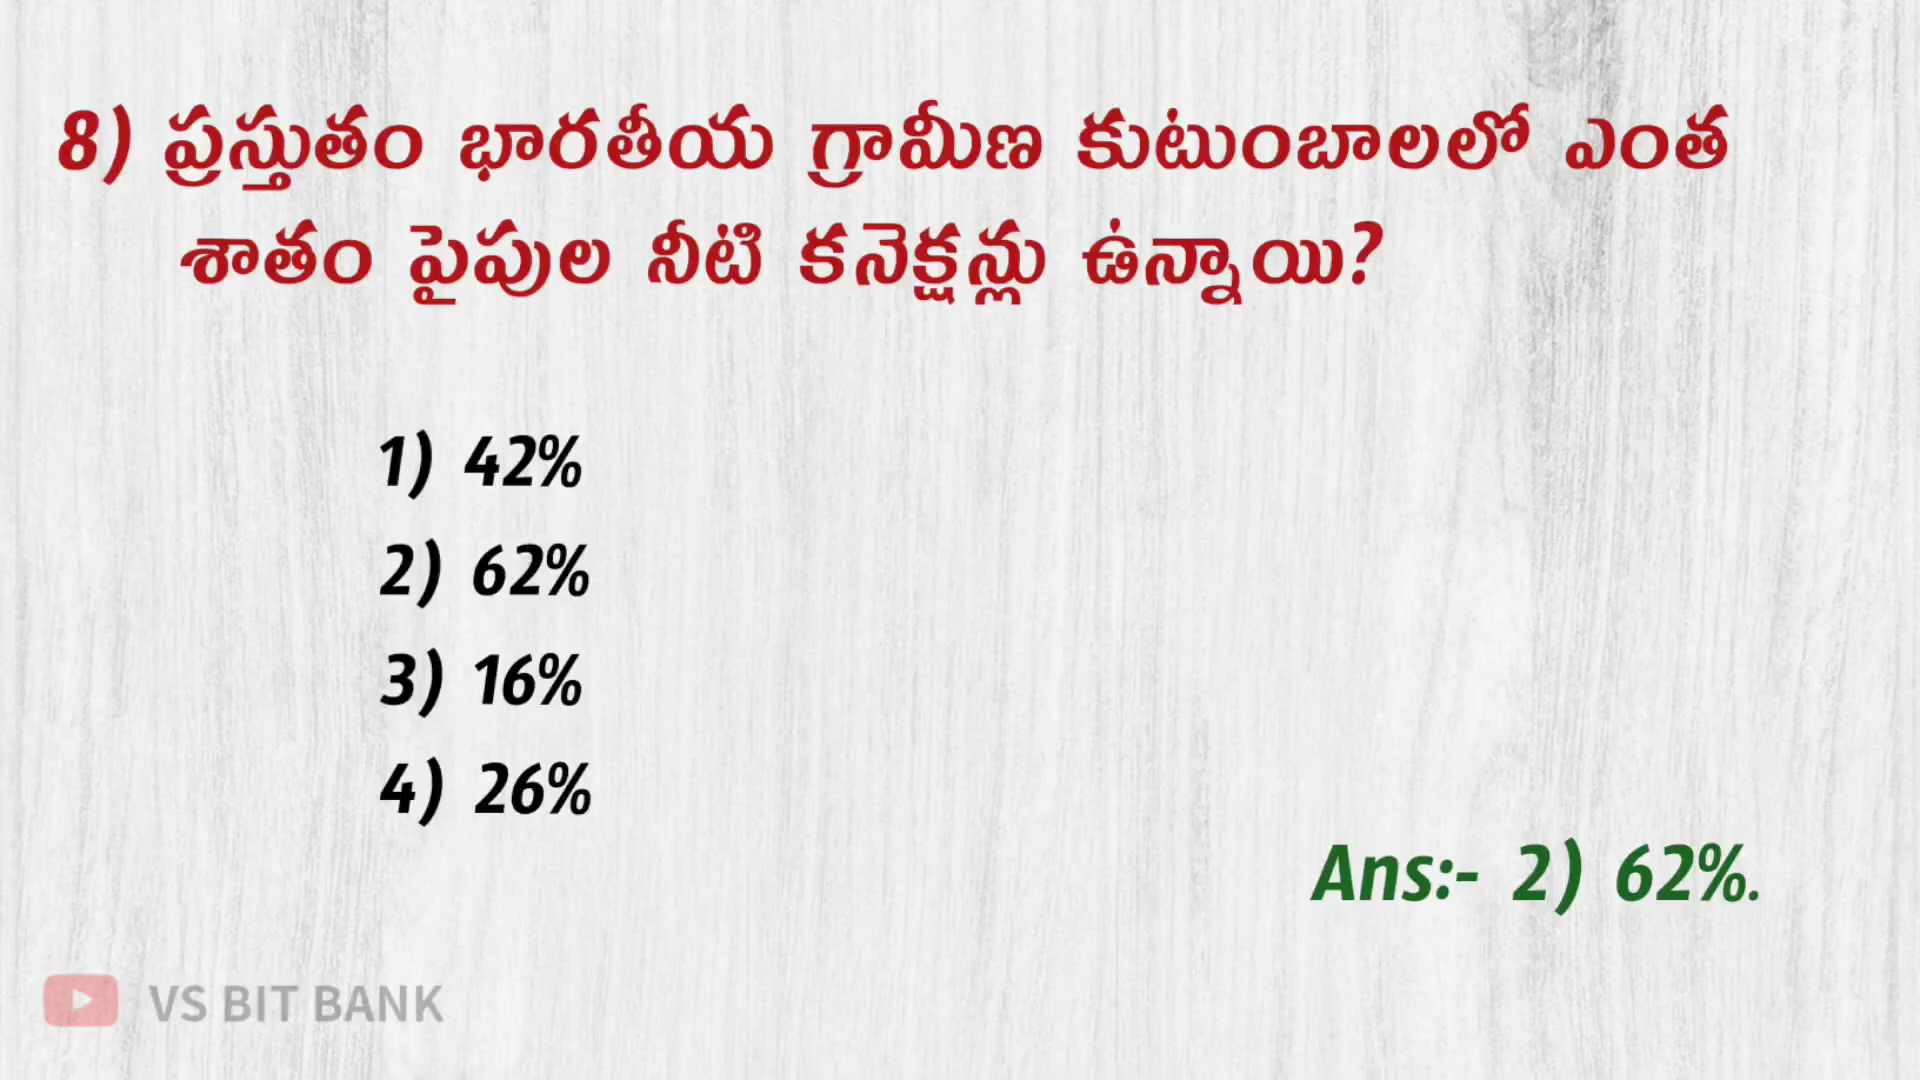 8) ప్రస్తుతం భారతీయ గ్రామీణ కుటుంబాలలో ఎంత
శాతం పైపుల నీటి కనెక్షన్లు ఉన్నాయి?
1) 42%
2) 62%
3) 16%
4) 26%
Ans:- 2) 62%.
VS BIT BANK